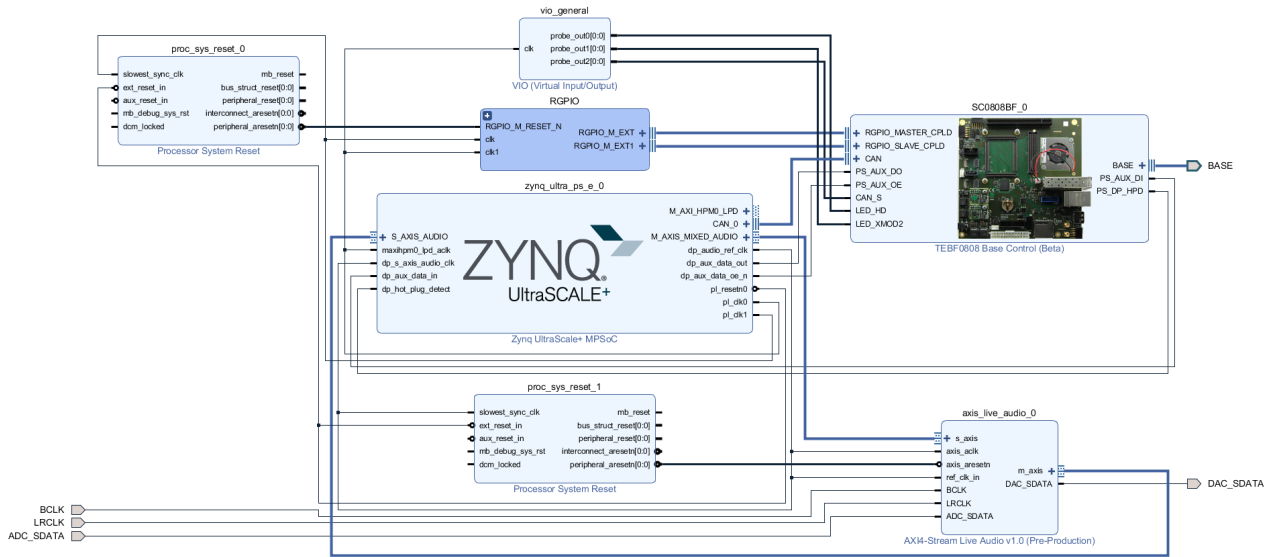 vio_general
probe_out0[0:0]
clk probe_out1[0:0]
probe_out2[0:0]
VIO (Virtual Input/Output)
proc_sys_reset_0
slowest_sync_clk mb_reset
ext_reset_in bus_struct_reset[0:0]
aux_reset_in peripheral_reset[0:0]
mb_debug_sys_rst interconnect_aresetn[0:0]
dcm_locked peripheral_aresetn[0:0]
Processor System Reset
RGPIO
RGPIO_M_RESET_N RGPIO_M_EXT
clk RGPIO_M_EXT1
clk1
SC0808BF_0
RGPIO_MASTER_CPLD
RGPIO_SLAVE_CPLD
CAN
PS_AUX_DO
PS_AUX_OE
CAN_S
LED_HD
LED_XMOD2
BASE
PS_AUX_DI
PS_DP_HPD
TEBF0808 Base Control (Beta)
BASE
zynq_ultra_ps_e_0
S_AXIS_AUDIO
maxihpm0_lpd_aclk
dp_s_axis_audio_clk
dp_aux_data_in
dp_hot_plug_detect
ZYNQ
UltraSCALE+
M_AXI_HPM0_LPD
CAN_0
M_AXIS_MIXED_AUDIO
dp_audio_ref_clk
dp_aux_data_out
dp_aux_data_oe_n
pl_resetn0
pl_clk0
pl_clk1
Zynq UltraScale+ MPSoC
proc_sys_reset_1
slowest_sync_clk mb_reset
ext_reset_in bus_struct_reset[0:0]
aux_reset_in peripheral_reset[0:0]
mb_debug_sys_rst interconnect_aresetn[0:0]
dcm_locked peripheral_aresetn[0:0]
Processor System Reset
axis_live_audio_0
s_axis
axis_aclk
axis_aresetn
ref_clk_in
BCLK
LRCLK
ADC_SDATA
m_axis
DAC_SDATA
AXI4-Stream Live Audio v1.0 (Pre-Production)
DAC_SDATA
BCLK
LRCLK
ADC_SDATA